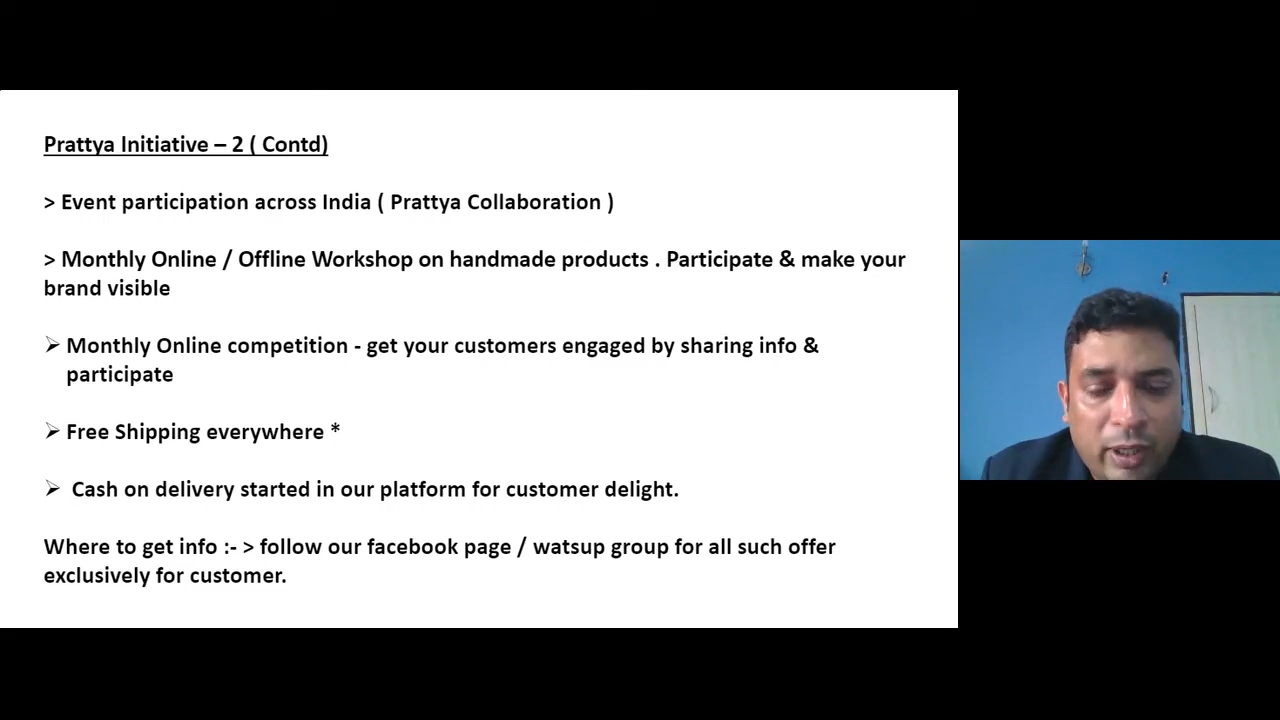 Prattya Initiative – 2 ( Contd)
> Event participation across India ( Prattya Collaboration )
> Monthly Online / Offline Workshop on handmade products . Participate & make your
brand visible
➢ Monthly Online competition - get your customers engaged by sharing info &
participate
➢ Free Shipping everywhere *
➢ Cash on delivery started in our platform for customer delight.
Where to get info :- > follow our facebook page / watsup group for all such offer
exclusively for customer.